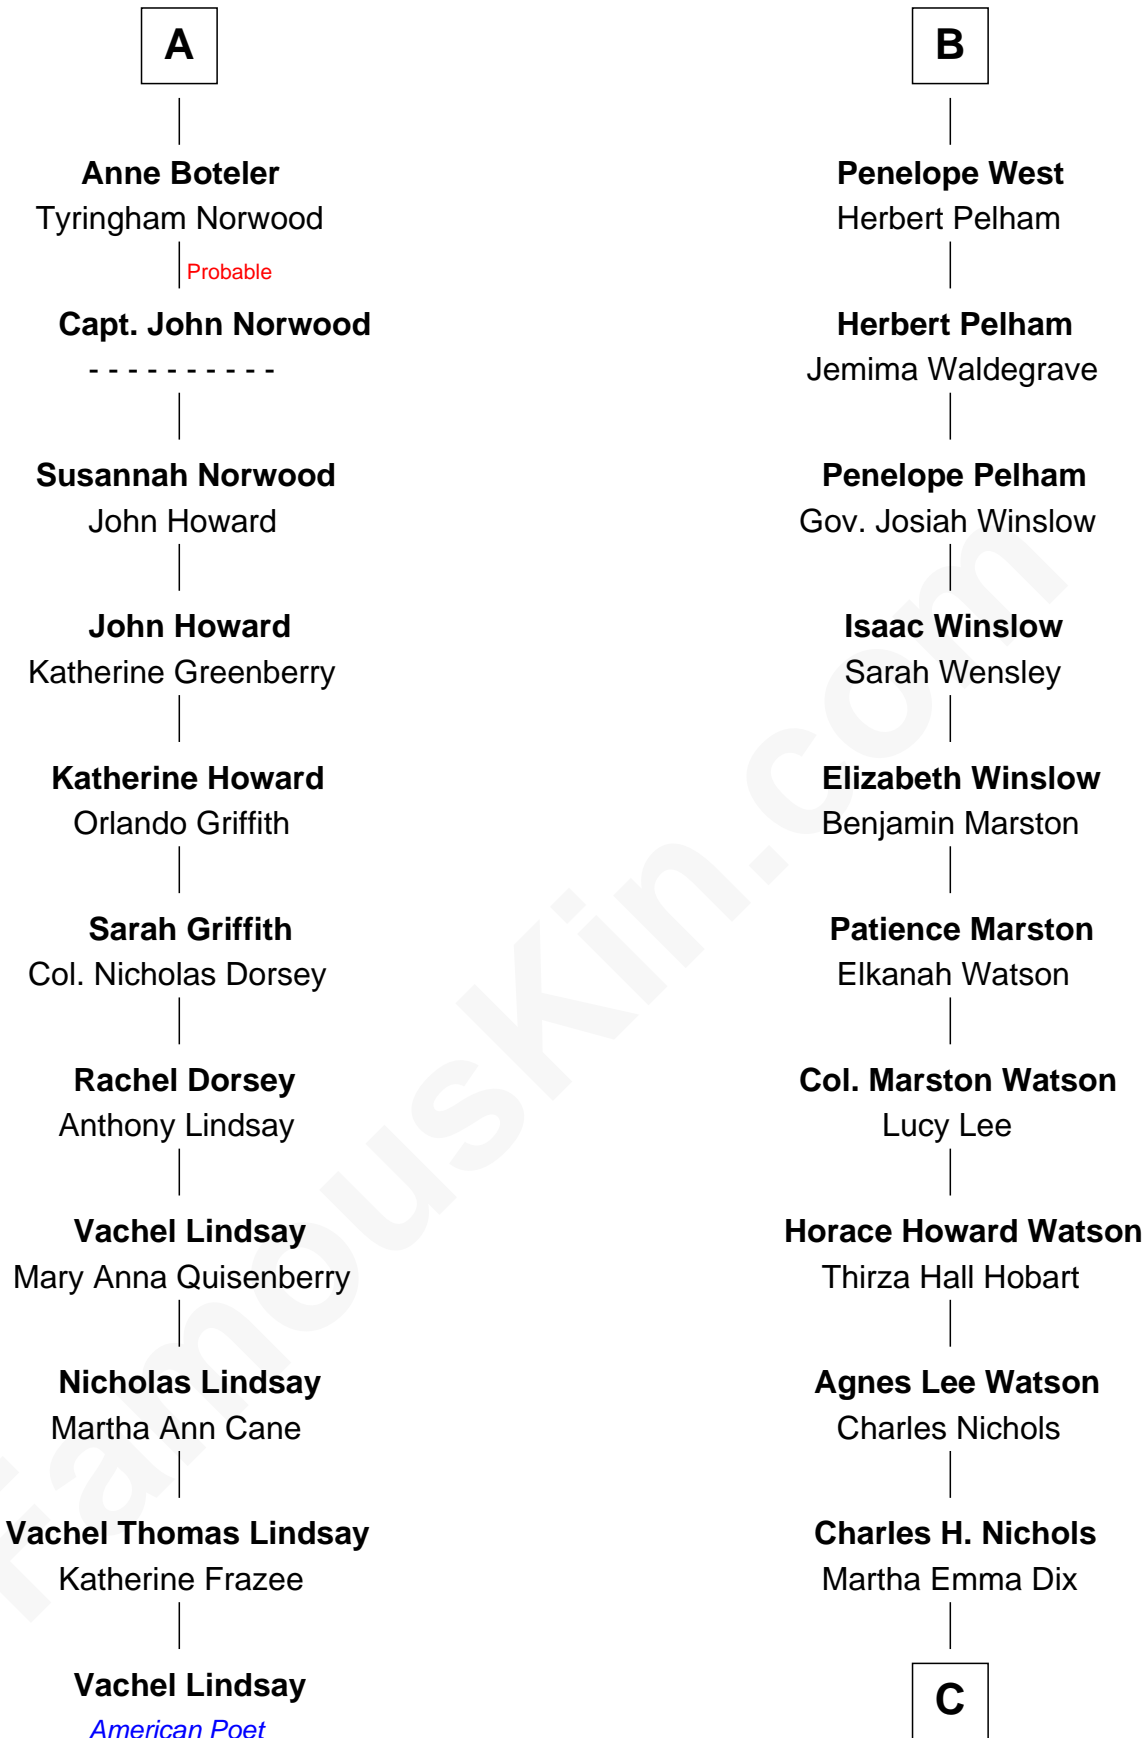 A
Anne Boteler
Tyringham Norwood
Probable
Capt. John Norwood
- - - - - - - - - -
Susannah Norwood
John Howard
John Howard
Katherine Greenberry
Katherine Howard
Orlando Griffith
Sarah Griffith
Col. Nicholas Dorsey
Rachel Dorsey
Anthony Lindsay
Vachel Lindsay
Mary Anna Quisenberry
Nicholas Lindsay
Martha Ann Cane
Vachel Thomas Lindsay
Katherine Frazee
Vachel Lindsay
American Poet
B
Penelope West
Herbert Pelham
Herbert Pelham
Jemima Waldegrave
Penelope Pelham
Gov. Josiah Winslow
Isaac Winslow
Sarah Wensley
Elizabeth Winslow
Benjamin Marston
Patience Marston
Elkanah Watson
Col. Marston Watson
Lucy Lee
Horace Howard Watson
Thirza Hall Hobart
Agnes Lee Watson
Charles Nichols
Charles H. Nichols
Martha Emma Dix
C
FamousKin.com